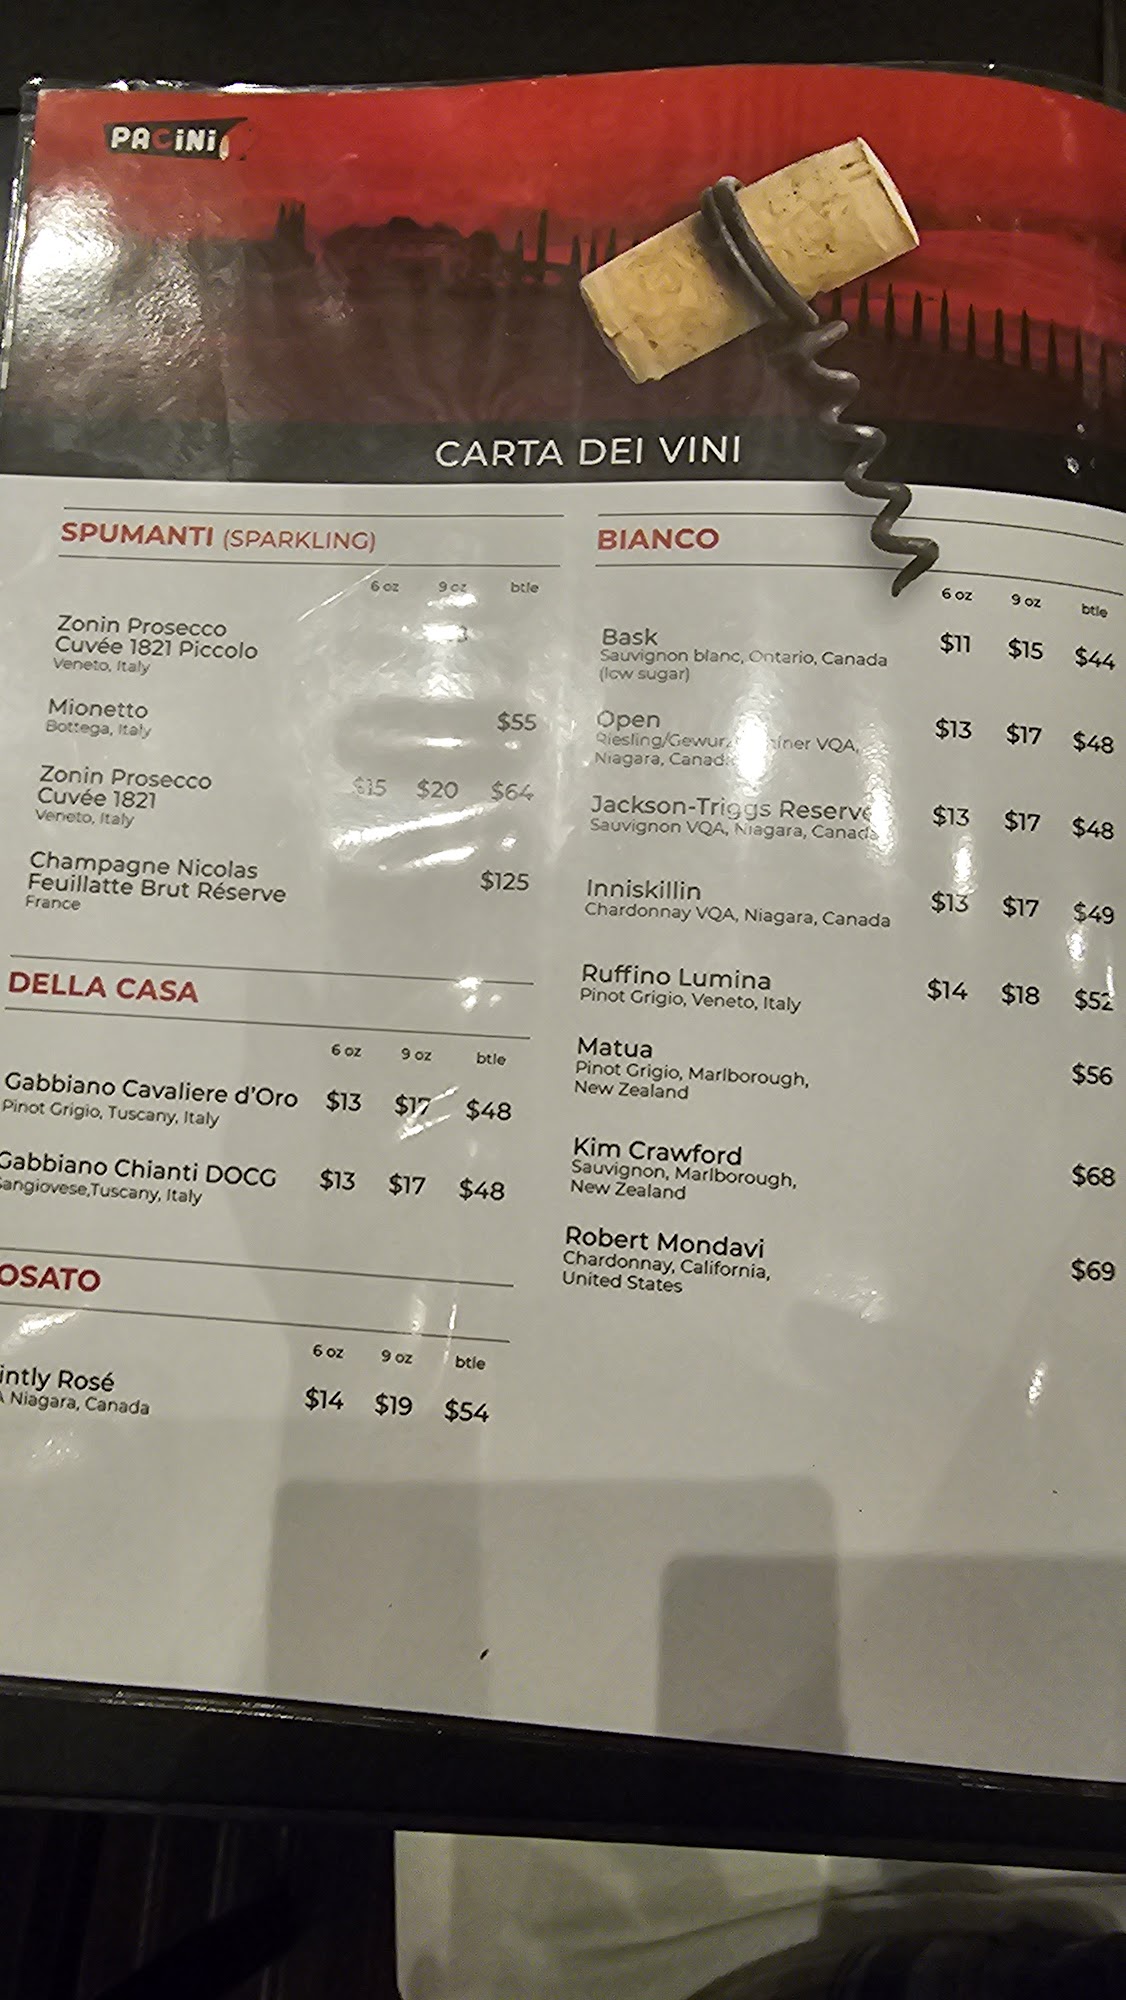 PACINI
CARTA DEI VINI
SPUMANTI (SPARKLING)
6 oz 9 oz btle
Zonin Prosecco
Cuvée 1821 Piccolo
Veneto, Italy
Mionetto $55
Bottega, Italy
Zonin Prosecco
Cuvée 1821 $15 $20 $64
Veneto, Italy
Champagne Nicolas
Feuillatte Brut Réserve $125
France
DELLA CASA
6 oz 9 oz btle
Gabbiano Cavaliere d'Oro $13 $17 $48
Pinot Grigio, Tuscany, Italy
Gabbiano Chianti DOCG $13 $17 $48
Sangiovese,Tuscany, Italy
OSATO
6 oz 9 oz btle
intly Rosé $14 $19 $54
A Niagara, Canada
BIANCO
6 oz 9 oz btle
Bask $11 $15 $44
Sauvignon blanc, Ontario, Canada
(low sugar)
Open $13 $17 $48
Riesling/Gewurztraminer VQA,
Niagara, Canada
Jackson-Triggs Reserve $13 $17 $48
Sauvignon VQA, Niagara, Canada
Inniskillin $13 $17 $49
Chardonnay VQA, Niagara, Canada
Ruffino Lumina $14 $18 $52
Pinot Grigio, Veneto, Italy
Matua $56
Pinot Grigio, Marlborough,
New Zealand
Kim Crawford $68
Sauvignon, Marlborough,
New Zealand
Robert Mondavi $69
Chardonnay, California,
United States